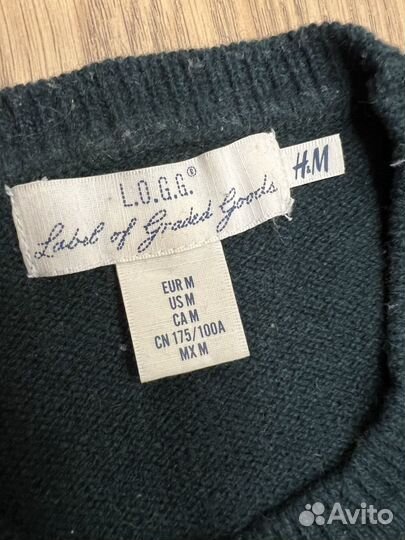 L.O.G.G.®
Label of Graded Goods
H&M
EUR M
US M
CA M
CN 175/100A
MX M
Avito